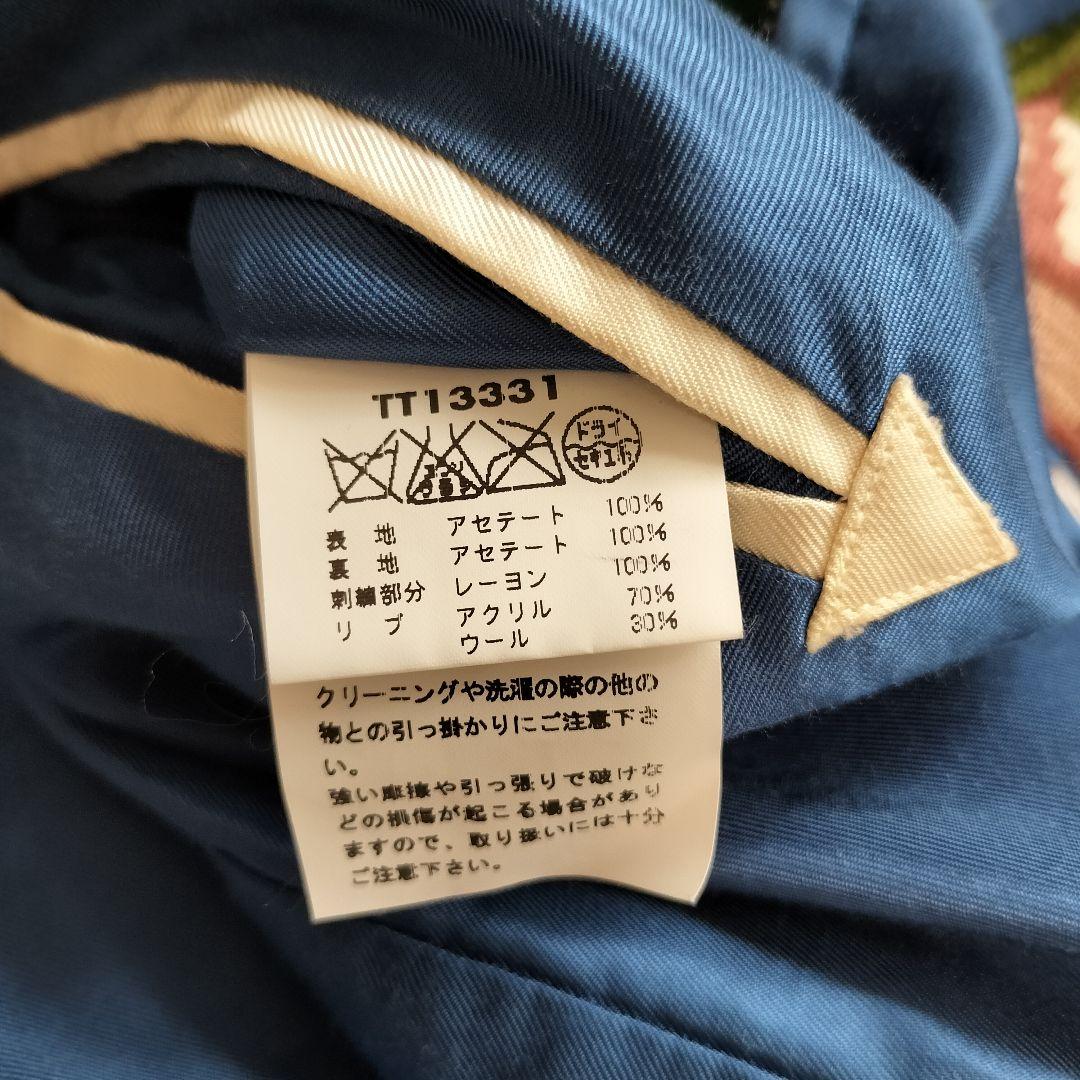 TT13331
エンソ
サラシ
ドライ
セキユ系
表地 アセテート 100%
裏地 アセテート 100%
刺繍部分 レーヨン 100%
リブ アクリル 70%
ウール 30%
クリーニングや洗濯の際の他の
物との引っ掛かりにご注意下さ
い。
強い摩擦や引っ張りで破けな
どの損傷が起こる場合があり
ますので、取り扱いには十分
ご注意下さい。